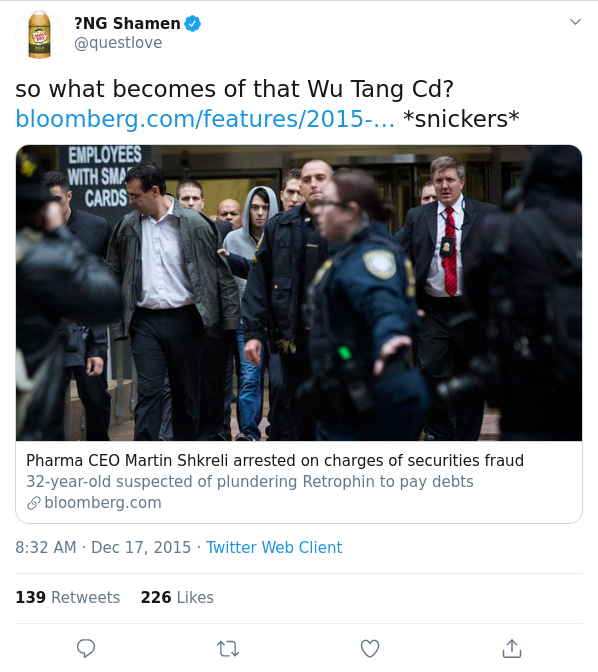 ?NG Shamen
@questlove
so what becomes of that Wu Tang Cd?
bloomberg.com/features/2015-... *snickers*
EMPLOYEES
WITH SMA
CARDS
Pharma CEO Martin Shkreli arrested on charges of securities fraud
32-year-old suspected of plundering Retrophin to pay debts
bloomberg.com
8:32 AM · Dec 17, 2015 · Twitter Web Client
139 Retweets 226 Likes